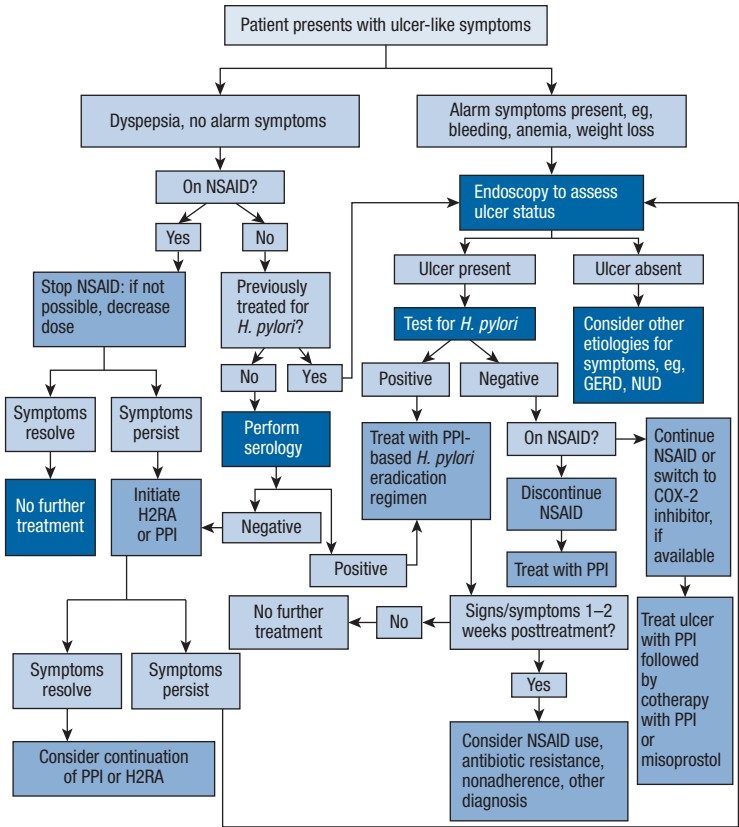 Patient presents with ulcer-like symptoms
Dyspepsia, no alarm symptoms
Alarm symptoms present, eg,
bleeding, anemia, weight loss
On NSAID?
Endoscopy to assess
ulcer status
Yes
No
Ulcer present
Ulcer absent
Stop NSAID: if not
possible, decrease
dose
Previously
treated for
H. pylori?
Test for H. pylori
Consider other
etiologies for
symptoms, eg,
GERD, NUD
No
Yes
Positive
Negative
Symptoms
resolve
Symptoms
persist
Perform
serology
Treat with PPI-
based H. pylori
eradication
regimen
On NSAID?
Continue
NSAID or
switch to
COX-2
inhibitor,
if
available
No further
treatment
Initiate
H2RA
or PPI
Negative
Positive
Discontinue
NSAID
Treat with PPI
No further
treatment
No
Signs/symptoms 1–2
weeks posttreatment?
Treat ulcer
with PPI
followed
by
cotherapy
with PPI
or
misoprostol
Symptoms
resolve
Symptoms
persist
Yes
Consider continuation
of PPI or H2RA
Consider NSAID use,
antibiotic resistance,
nonadherence, other
diagnosis